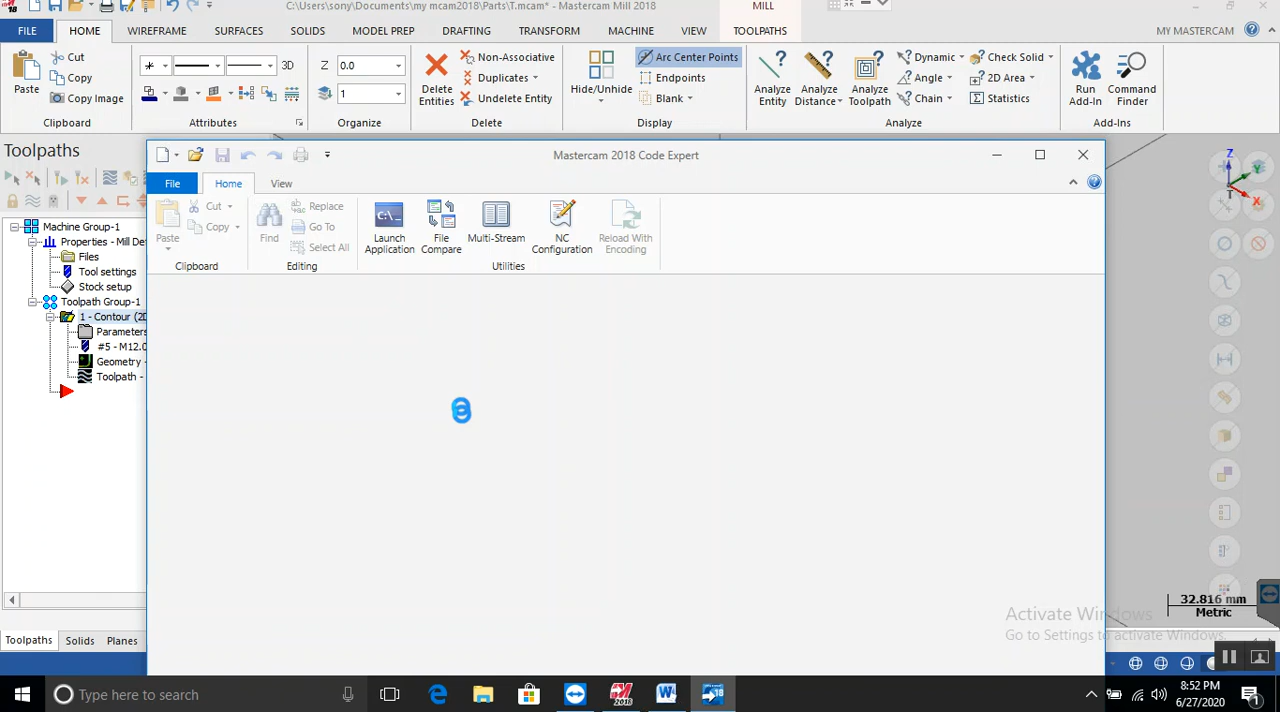 C:\Users\sony\Documents\my mcam2018\Parts\T.mcam* - Mastercam Mill 2018
MILL
FILE
HOME
WIREFRAME
SURFACES
SOLIDS
MODEL PREP
DRAFTING
TRANSFORM
MACHINE
VIEW
TOOLPATHS
MY MASTERCAM
Paste
Cut
Copy
Copy Image
Clipboard
3D
Attributes
Z 0.0
1
Organize
Delete Entities
Non-Associative
Duplicates
Undelete Entity
Delete
Hide/Unhide
Arc Center Points
Endpoints
Blank
Display
Analyze Entity
Analyze Distance
Analyze Toolpath
Dynamic
Angle
Chain
Check Solid
2D Area
Statistics
Analyze
Run Add-In
Command Finder
Add-Ins
Toolpaths
Machine Group-1
Properties - Mill De
Files
Tool settings
Stock setup
Toolpath Group-1
1 - Contour (2D
Parameters
#5 - M12.0
Geometry -
Toolpath -
Toolpaths
Solids
Planes
Mastercam 2018 Code Expert
File
Home
View
Paste
Cut
Copy
Clipboard
Find
Replace
Go To
Select All
Editing
Launch Application
File Compare
Multi-Stream
NC Configuration
Reload With Encoding
Utilities
Z
Y
X
T
32.816 mm
Metric
Activate Windows
Go to Settings to activate Windows.
Type here to search
2018
18
8:52 PM
6/27/2020
1